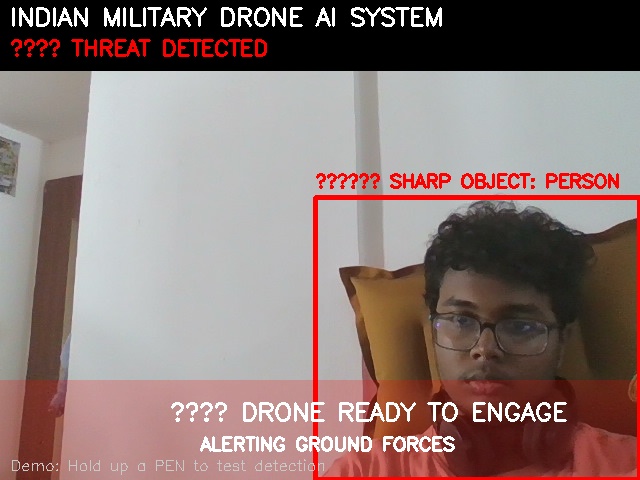 INDIAN MILITARY DRONE AI SYSTEM
???? THREAT DETECTED
?????? SHARP OBJECT: PERSON
???? DRONE READY TO ENGAGE
ALERTING GROUND FORCES
Demo: Hold up a PEN to test detection